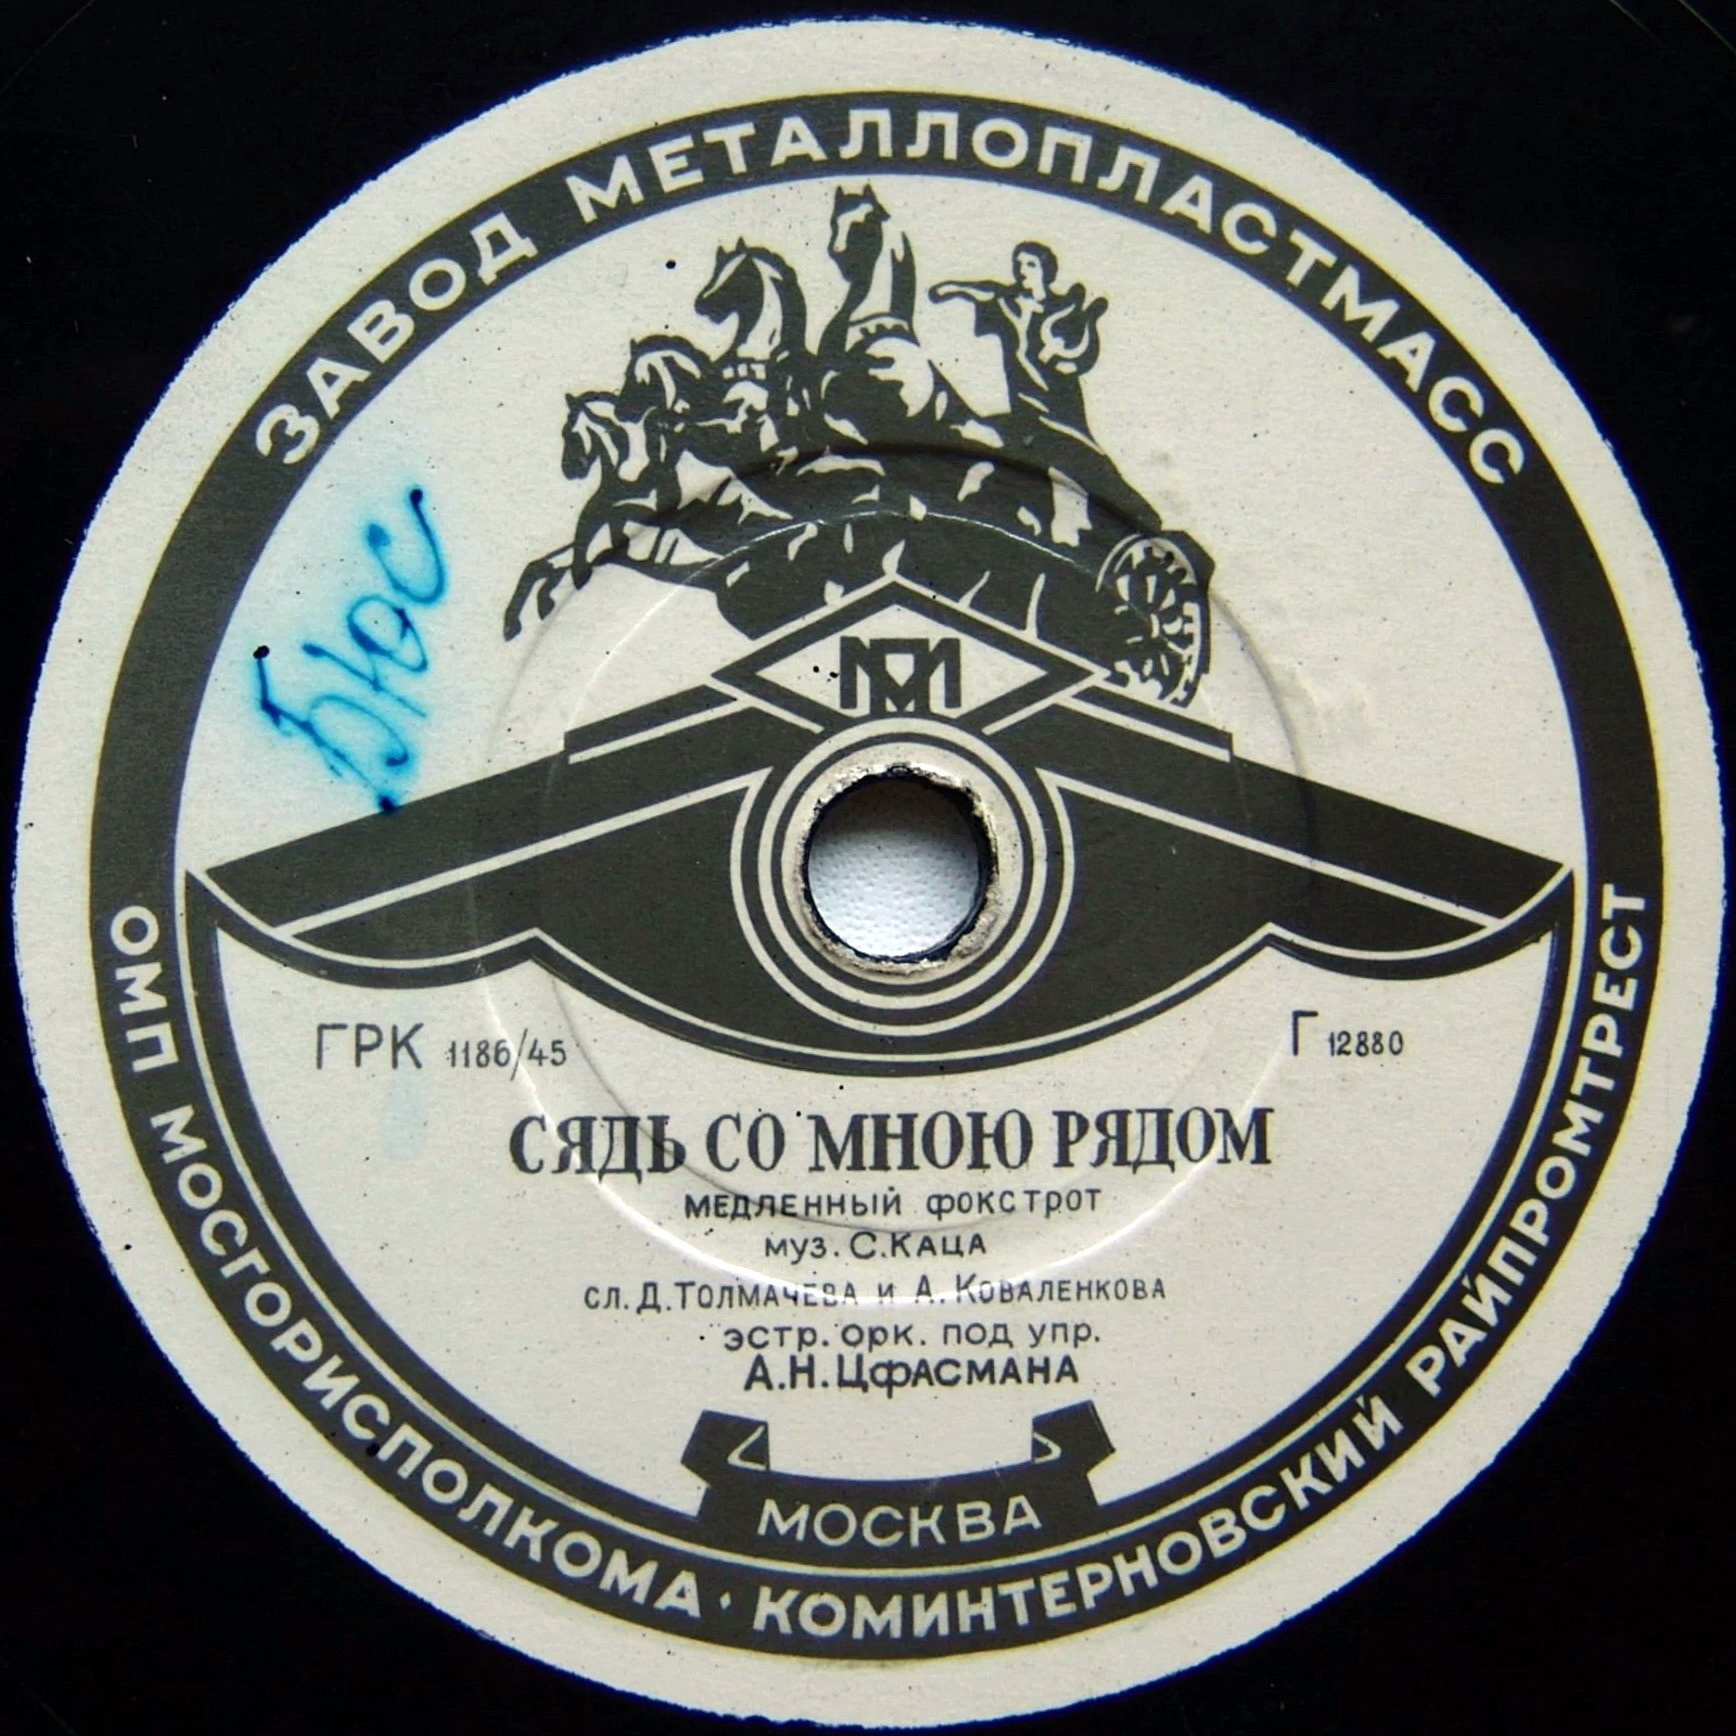 ЗАВОД МЕТАЛЛОПЛАСТМАСС
Бюс
ГРК 1186/45
Г 12880
СЯДЬ СО МНОЮ РЯДОМ
МЕДЛЕННЫЙ ФОКСТРОТ
муз. С.КАЦА
сл. Д.ТОЛМАЧЕВА и А. КОВАЛЕНКОВА
эстр. орк. под упр.
А.Н.ЦФАСМАНА
МОСКВА
ОМП МОСГОРИСПОЛКОМА · КОМИНТЕРНОВСКИЙ РАЙПРОМТРЕСТ